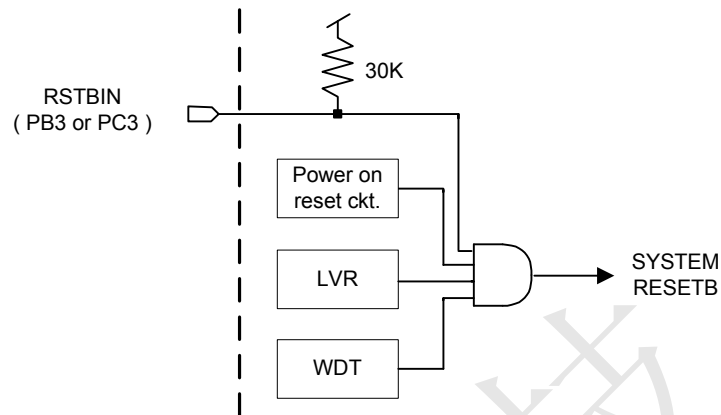 30K
RSTBIN
( PB3 or PC3 )
Power on
reset ckt.
LVR
SYSTEM
RESETB
WDT